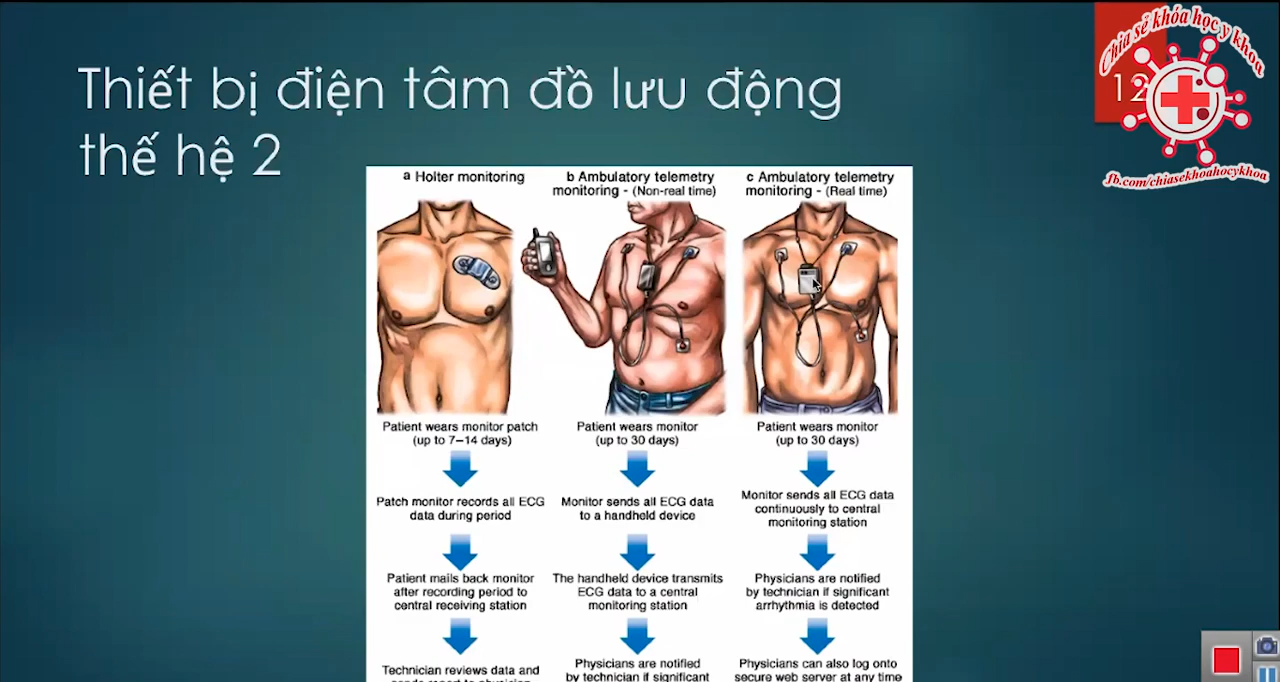 Thiết bị điện tâm đồ lưu động
thế hệ 2
12
Chia sẻ khóa học y khoa
fb.com/chiasekhoahocykhoa
a Holter monitoring
Patient wears monitor patch
(up to 7–14 days)
Patch monitor records all ECG
data during period
Patient mails back monitor
after recording period to
central receiving station
Technician reviews data and
b Ambulatory telemetry
monitoring - (Non-real time)
Patient wears monitor
(up to 30 days)
Monitor sends all ECG data
to a handheld device
The handheld device transmits
ECG data to a central
monitoring station
Physicians are notified
by technician if significant
c Ambulatory telemetry
monitoring - (Real time)
Patient wears monitor
(up to 30 days)
Monitor sends all ECG data
continuously to central
monitoring station
Physicians are notified
by technician if significant
arrhythmia is detected
Physicians can also log onto
secure web server at any time